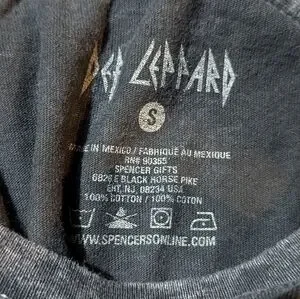 DEF LEPPARD
S
MADE IN MEXICO / FABRIQUÉ AU MEXIQUE
RN# 90355
SPENCER GIFTS
6826 E BLACK HORSE PIKE
EHT, NJ, 08234 USA
100% COTTON / 100% COTON
WWW.SPENCERSONLINE.COM